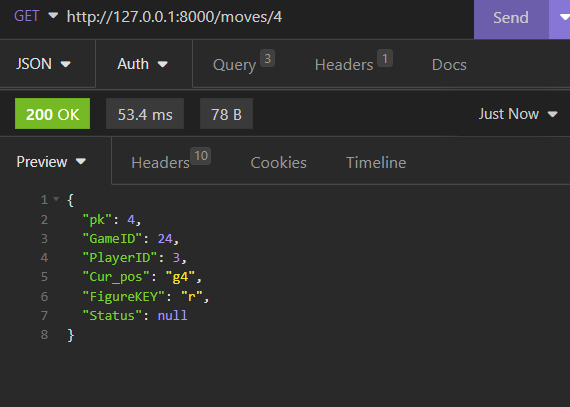 GET http://127.0.0.1:8000/moves/4 Send
JSON Auth Query 3 Headers 1 Docs
200 OK 53.4 ms 78 B Just Now
Preview Headers 10 Cookies Timeline
1 {
2 "pk": 4,
3 "GameID": 24,
4 "PlayerID": 3,
5 "Cur_pos": "g4",
6 "FigureKEY": "r",
7 "Status": null
8 }